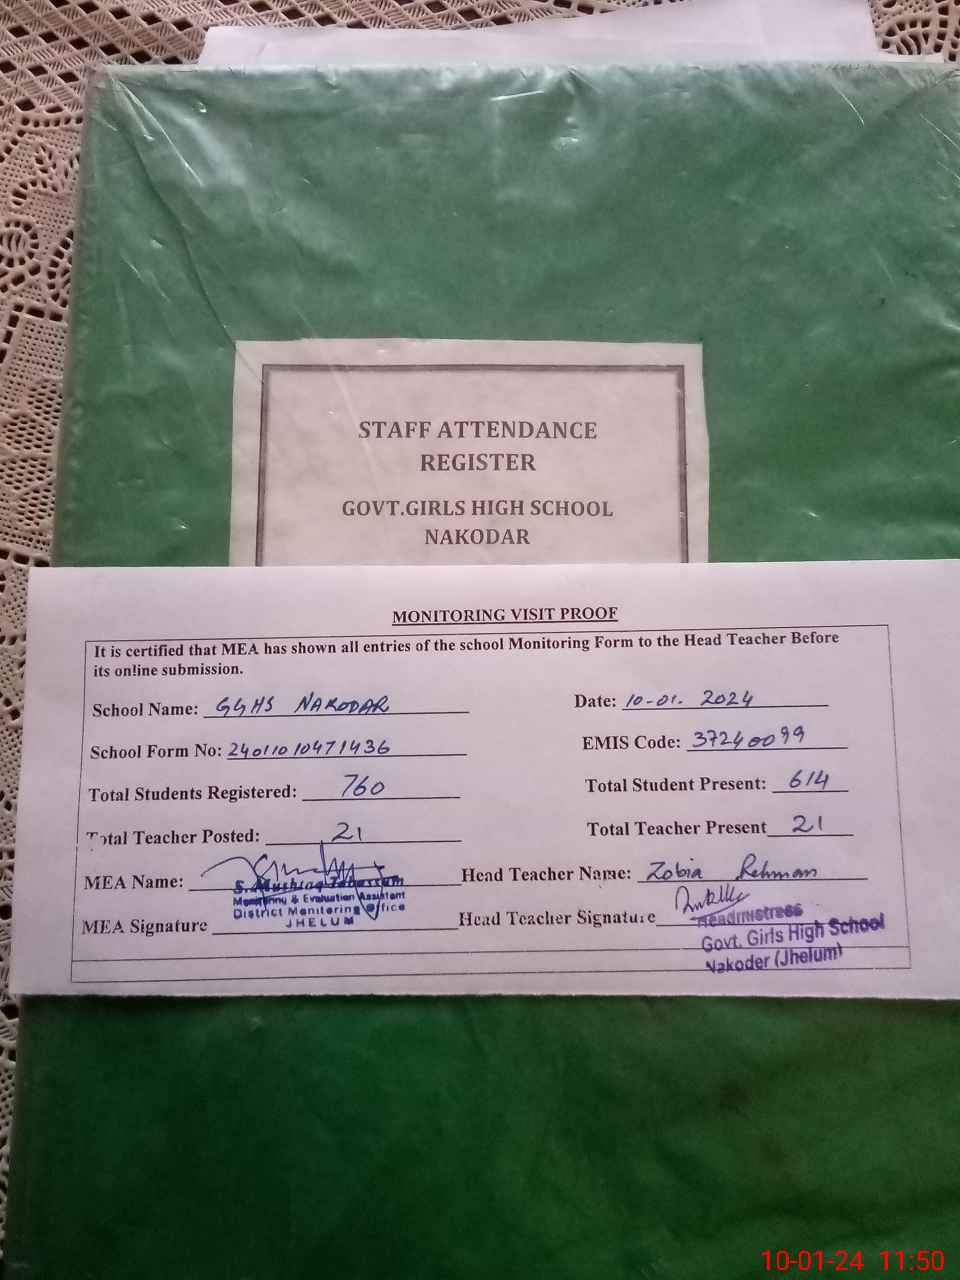 STAFF ATTENDANCE
REGISTER
GOVT.GIRLS HIGH SCHOOL
NAKODAR
MONITORING VISIT PROOF
It is certified that MEA has shown all entries of the school Monitoring Form to the Head Teacher Before
its online submission.
School Name: GGHS NAKODAR Date: 10-01. 2024
School Form No: 24011010471436 EMIS Code: 37240099
Total Students Registered: 760 Total Student Present: 614
Total Teacher Posted: 21 Total Teacher Present 21
MEA Name: Head Teacher Name: Zobia Rehman
S. Mushtaq Tabassum
Monitoring & Evaluation Assistant
District Monitoring Office
JHELUM
MEA Signature Head Teacher Signature
Headmistress
Govt. Girls High School
Nakoder (Jhelum)
10-01-24 11:50